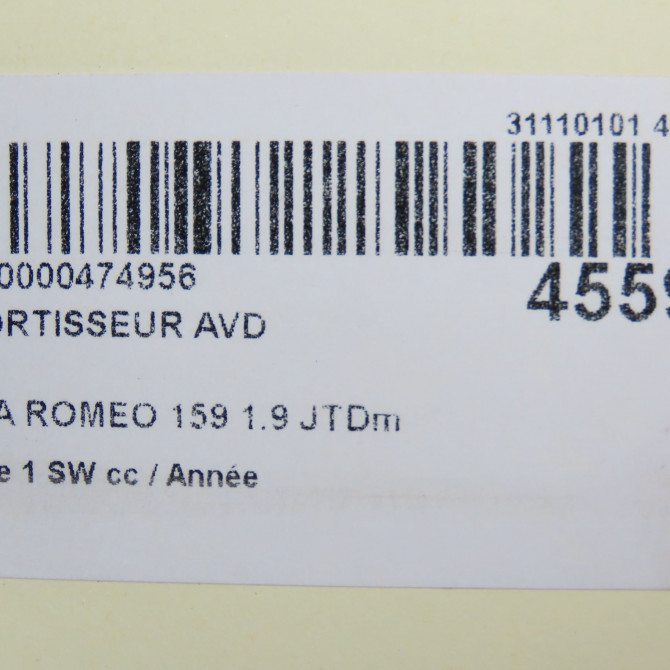 31110101 4
0000474956
4559
ORTISSEUR AVD
A ROMEO 159 1.9 JTDm
e 1 SW cc / Année